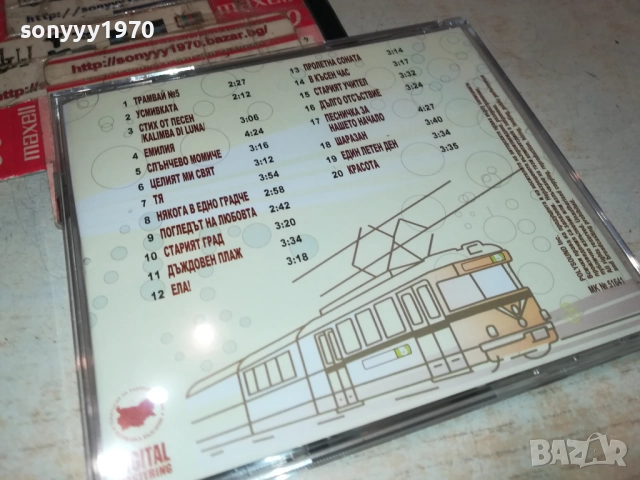 sonyyy1970
http://sonyyy1970.bazar.bg/
maxell
1 ТРАМВАЙ №5 2:27
2 УСМИВКАТА 2:12
3 СТИХ ОТ ПЕСЕН
/KALIMBA DI LUNA/ 3:06
4 ЕМИЛИЯ 4:24
5 СЛЪНЧЕВО МОМИЧЕ 3:16
6 ЦЕЛИЯТ МИ СВЯТ 3:12
7 ТЯ 3:54
8 НЯКОГА В ЕДНО ГРАДЧЕ 2:58
9 ПОГЛЕДЪТ НА ЛЮБОВТА 2:42
10 СТАРИЯТ ГРАД 3:20
11 ДЪЖДОВЕН ПЛАЖ 3:34
12 ЕЛА! 3:18
13 ПРОЛЕТНА СОНАТА 3:14
14 В КЪСЕН ЧАС 3:17
15 СТАРИЯТ УЧИТЕЛ 3:32
16 ДЪЛГО ОТСЪСТВИЕ 3:24
17 ПЕСНИЧКА ЗА
НАШЕТО НАЧАЛО 4:37
18 ШАРАЗАН 3:40
19 ЕДИН ЛЕТЕН ДЕН 3:34
20 КРАСОТА 3:35
МК № 51641
sonyyy1970
BAZAR